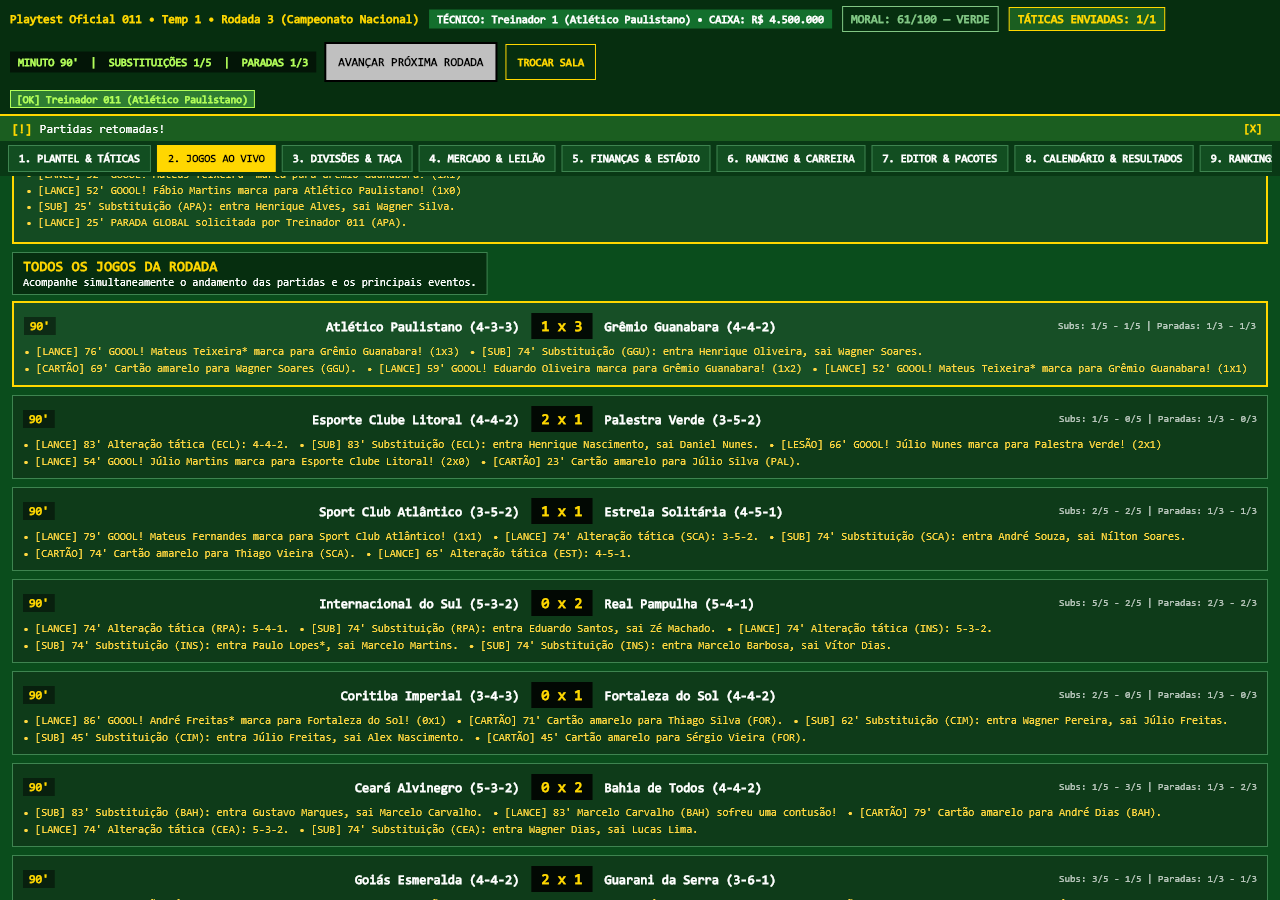 Playtest Oficial 011 • Temp 1 • Rodada 3 (Campeonato Nacional) TÉCNICO: Treinador 1 (Atlético Paulistano) • CAIXA: R$ 4.500.000 MORAL: 61/100 — VERDE TÁTICAS ENVIADAS: 1/1
MINUTO 90' | SUBSTITUIÇÕES 1/5 | PARADAS 1/3 AVANÇAR PRÓXIMA RODADA TROCAR SALA
[OK] Treinador 011 (Atlético Paulistano)
[!] Partidas retomadas! [X]
1. PLANTEL & TÁTICAS 2. JOGOS AO VIVO 3. DIVISÕES & TAÇA 4. MERCADO & LEILÃO 5. FINANÇAS & ESTÁDIO 6. RANKING & CARREIRA 7. EDITOR & PACOTES 8. CALENDÁRIO & RESULTADOS 9. RANKING
• [LANCE] 52' GOOOL! Mateus Teixeira* marca para Grêmio Guanabara! (1x1)
• [LANCE] 52' GOOOL! Fábio Martins marca para Atlético Paulistano! (1x0)
• [SUB] 25' Substituição (APA): entra Henrique Alves, sai Wagner Silva.
• [LANCE] 25' PARADA GLOBAL solicitada por Treinador 011 (APA).
TODOS OS JOGOS DA RODADA
Acompanhe simultaneamente o andamento das partidas e os principais eventos.
90' Atlético Paulistano (4-3-3) 1 x 3 Grêmio Guanabara (4-4-2) Subs: 1/5 - 1/5 | Paradas: 1/3 - 1/3
• [LANCE] 76' GOOOL! Mateus Teixeira* marca para Grêmio Guanabara! (1x3) • [SUB] 74' Substituição (GGU): entra Henrique Oliveira, sai Wagner Soares.
• [CARTÃO] 69' Cartão amarelo para Wagner Soares (GGU). • [LANCE] 59' GOOOL! Eduardo Oliveira marca para Grêmio Guanabara! (1x2) • [LANCE] 52' GOOOL! Mateus Teixeira* marca para Grêmio Guanabara! (1x1)
90' Esporte Clube Litoral (4-4-2) 2 x 1 Palestra Verde (3-5-2) Subs: 1/5 - 0/5 | Paradas: 1/3 - 0/3
• [LANCE] 83' Alteração tática (ECL): 4-4-2. • [SUB] 83' Substituição (ECL): entra Henrique Nascimento, sai Daniel Nunes. • [LESÃO] 66' GOOOL! Júlio Nunes marca para Palestra Verde! (2x1)
• [LANCE] 54' GOOOL! Júlio Martins marca para Esporte Clube Litoral! (2x0) • [CARTÃO] 23' Cartão amarelo para Júlio Silva (PAL).
90' Sport Club Atlântico (3-5-2) 1 x 1 Estrela Solitária (4-5-1) Subs: 2/5 - 2/5 | Paradas: 1/3 - 1/3
• [LANCE] 79' GOOOL! Mateus Fernandes marca para Sport Club Atlântico! (1x1) • [LANCE] 74' Alteração tática (SCA): 3-5-2. • [SUB] 74' Substituição (SCA): entra André Souza, sai Nílton Soares.
• [CARTÃO] 74' Cartão amarelo para Thiago Vieira (SCA). • [LANCE] 65' Alteração tática (EST): 4-5-1.
90' Internacional do Sul (5-3-2) 0 x 2 Real Pampulha (5-4-1) Subs: 5/5 - 2/5 | Paradas: 2/3 - 2/3
• [LANCE] 74' Alteração tática (RPA): 5-4-1. • [SUB] 74' Substituição (RPA): entra Eduardo Santos, sai Zé Machado. • [LANCE] 74' Alteração tática (INS): 5-3-2.
• [SUB] 74' Substituição (INS): entra Paulo Lopes*, sai Marcelo Martins. • [SUB] 74' Substituição (INS): entra Marcelo Barbosa, sai Vítor Dias.
90' Coritiba Imperial (3-4-3) 0 x 1 Fortaleza do Sol (4-4-2) Subs: 2/5 - 0/5 | Paradas: 1/3 - 0/3
• [LANCE] 86' GOOOL! André Freitas* marca para Fortaleza do Sol! (0x1) • [CARTÃO] 71' Cartão amarelo para Thiago Silva (FOR). • [SUB] 62' Substituição (CIM): entra Wagner Pereira, sai Júlio Freitas.
• [SUB] 45' Substituição (CIM): entra Júlio Freitas, sai Alex Nascimento. • [CARTÃO] 45' Cartão amarelo para Sérgio Vieira (FOR).
90' Ceará Alvinegro (5-3-2) 0 x 2 Bahia de Todos (4-4-2) Subs: 1/5 - 3/5 | Paradas: 1/3 - 2/3
• [SUB] 83' Substituição (BAH): entra Gustavo Marques, sai Marcelo Carvalho. • [LANCE] 83' Marcelo Carvalho (BAH) sofreu uma contusão! • [CARTÃO] 79' Cartão amarelo para André Dias (BAH).
• [LANCE] 74' Alteração tática (CEA): 5-3-2. • [SUB] 74' Substituição (CEA): entra Wagner Dias, sai Lucas Lima.
90' Goiás Esmeralda (4-4-2) 2 x 1 Guarani da Serra (3-6-1) Subs: 3/5 - 1/5 | Paradas: 1/3 - 1/3